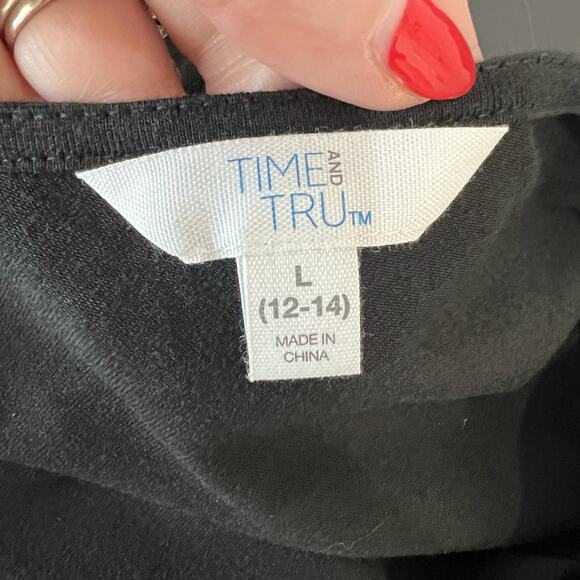 TIME AND
TRU™
L
(12-14)
MADE IN
CHINA